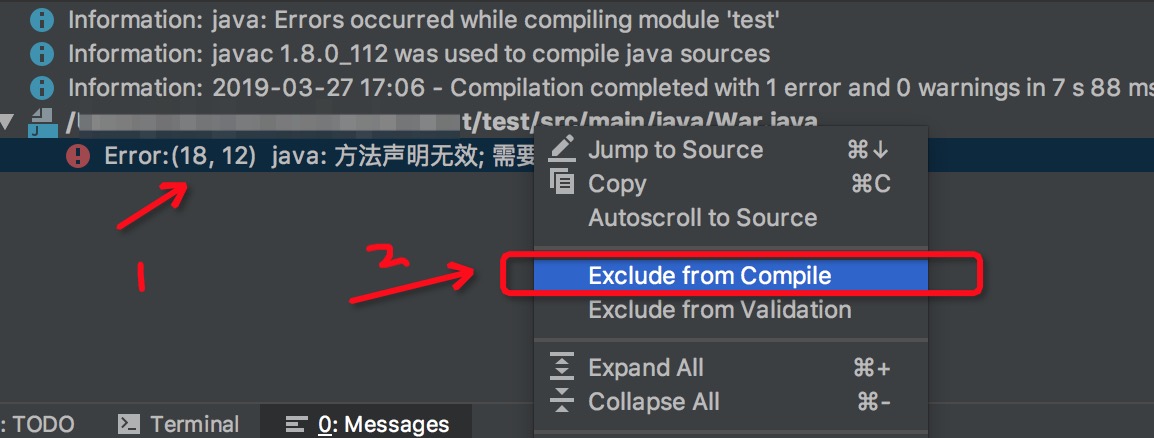 Information: java: Errors occurred while compiling module 'test'
Information: javac 1.8.0_112 was used to compile java sources
Information: 2019-03-27 17:06 - Compilation completed with 1 error and 0 warnings in 7 s 88 ms
t/test/src/main/java/War.java
Error:(18, 12) java: 方法声明无效; 需要
1
2
Jump to Source ⌘↓
Copy ⌘C
Autoscroll to Source
Exclude from Compile
Exclude from Validation
Expand All ⌘+
Collapse All ⌘-
: TODO Terminal 0: Messages